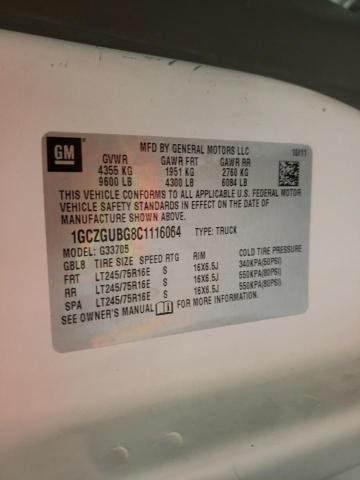 GM
MFD BY GENERAL MOTORS LLC 10/11
GVWR GAWR FRT GAWR RR
4355 KG 1951 KG 2760 KG
9600 LB 4300 LB 6084 LB
THIS VEHICLE CONFORMS TO ALL APPLICABLE U.S. FEDERAL MOTOR
VEHICLE SAFETY STANDARDS IN EFFECT ON THE DATE OF
MANUFACTURE SHOWN ABOVE.
1GCZGUBG8C1116064 TYPE: TRUCK
MODEL: G33705
GBL8 TIRE SIZE SPEED RTG RIM COLD TIRE PRESSURE
FRT LT245/75R16E S 16X6.5J 340KPA(50PSI)
RR LT245/75R16E S 16X6.5J 550KPA(80PSI)
SPA LT245/75R16E S 16X6.5J 550KPA(80PSI)
SEE OWNER'S MANUAL FOR MORE INFORMATION.